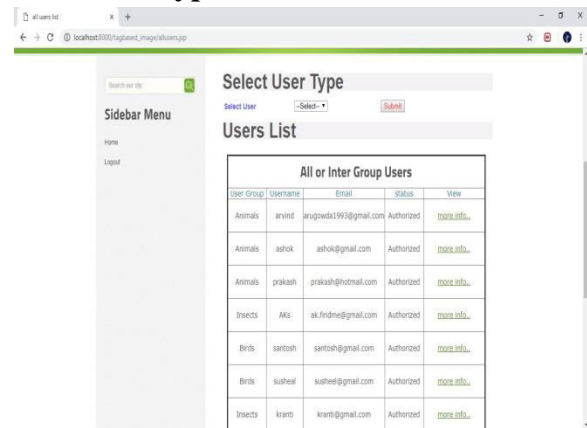 all users list
localhost:8000/tagbased_image/allusers.jsp
Search our site:
Select User Type
Sidebar Menu
Select User --Select-- Submit
Users List
Home
Logout
All or Inter Group Users
User Group Username Email status View
Animals arvind arugowda1993@gmail.com Authorized more info..
Animals ashok ashok@gmail.com Authorized more info..
Animals prakash prakash@hotmail.com Authorized more info..
Insects AKs ak.findme@gmail.com Authorized more info..
Birds santosh santosh@gmail.com Authorized more info..
Birds susheal susheel@gmail.com Authorized more info..
Insects kranti kranti@gmail.com Authorized more info..